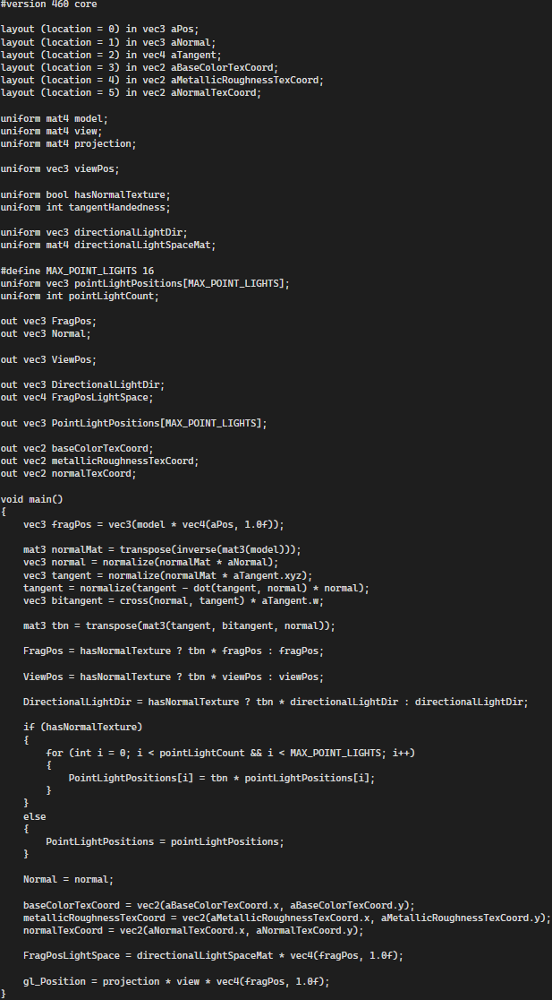 #version 460 core
layout (location = 0) in vec3 aPos;
layout (location = 1) in vec3 aNormal;
layout (location = 2) in vec4 aTangent;
layout (location = 3) in vec2 aBaseColorTexCoord;
layout (location = 4) in vec2 aMetallicRoughnessTexCoord;
layout (location = 5) in vec2 aNormalTexCoord;
uniform mat4 model;
uniform mat4 view;
uniform mat4 projection;
uniform vec3 viewPos;
uniform bool hasNormalTexture;
uniform int tangentHandedness;
uniform vec3 directionalLightDir;
uniform mat4 directionalLightSpaceMat;
#define MAX_POINT_LIGHTS 16
uniform vec3 pointLightPositions[MAX_POINT_LIGHTS];
uniform int pointLightCount;
out vec3 FragPos;
out vec3 Normal;
out vec3 ViewPos;
out vec3 DirectionalLightDir;
out vec4 FragPosLightSpace;
out vec3 PointLightPositions[MAX_POINT_LIGHTS];
out vec2 baseColorTexCoord;
out vec2 metallicRoughnessTexCoord;
out vec2 normalTexCoord;
void main()
{
    vec3 fragPos = vec3(model * vec4(aPos, 1.0f));
    mat3 normalMat = transpose(inverse(mat3(model)));
    vec3 normal = normalize(normalMat * aNormal);
    vec3 tangent = normalize(normalMat * aTangent.xyz);
    tangent = normalize(tangent - dot(tangent, normal) * normal);
    vec3 bitangent = cross(normal, tangent) * aTangent.w;
    mat3 tbn = transpose(mat3(tangent, bitangent, normal));
    FragPos = hasNormalTexture ? tbn * fragPos : fragPos;
    ViewPos = hasNormalTexture ? tbn * viewPos : viewPos;
    DirectionalLightDir = hasNormalTexture ? tbn * directionalLightDir : directionalLightDir;
    if (hasNormalTexture)
    {
        for (int i = 0; i < pointLightCount && i < MAX_POINT_LIGHTS; i++)
        {
            PointLightPositions[i] = tbn * pointLightPositions[i];
        }
    }
    else
    {
        PointLightPositions = pointLightPositions;
    }
    Normal = normal;
    baseColorTexCoord = vec2(aBaseColorTexCoord.x, aBaseColorTexCoord.y);
    metallicRoughnessTexCoord = vec2(aMetallicRoughnessTexCoord.x, aMetallicRoughnessTexCoord.y);
    normalTexCoord = vec2(aNormalTexCoord.x, aNormalTexCoord.y);
    FragPosLightSpace = directionalLightSpaceMat * vec4(fragPos, 1.0f);
    gl_Position = projection * view * vec4(fragPos, 1.0f);
}